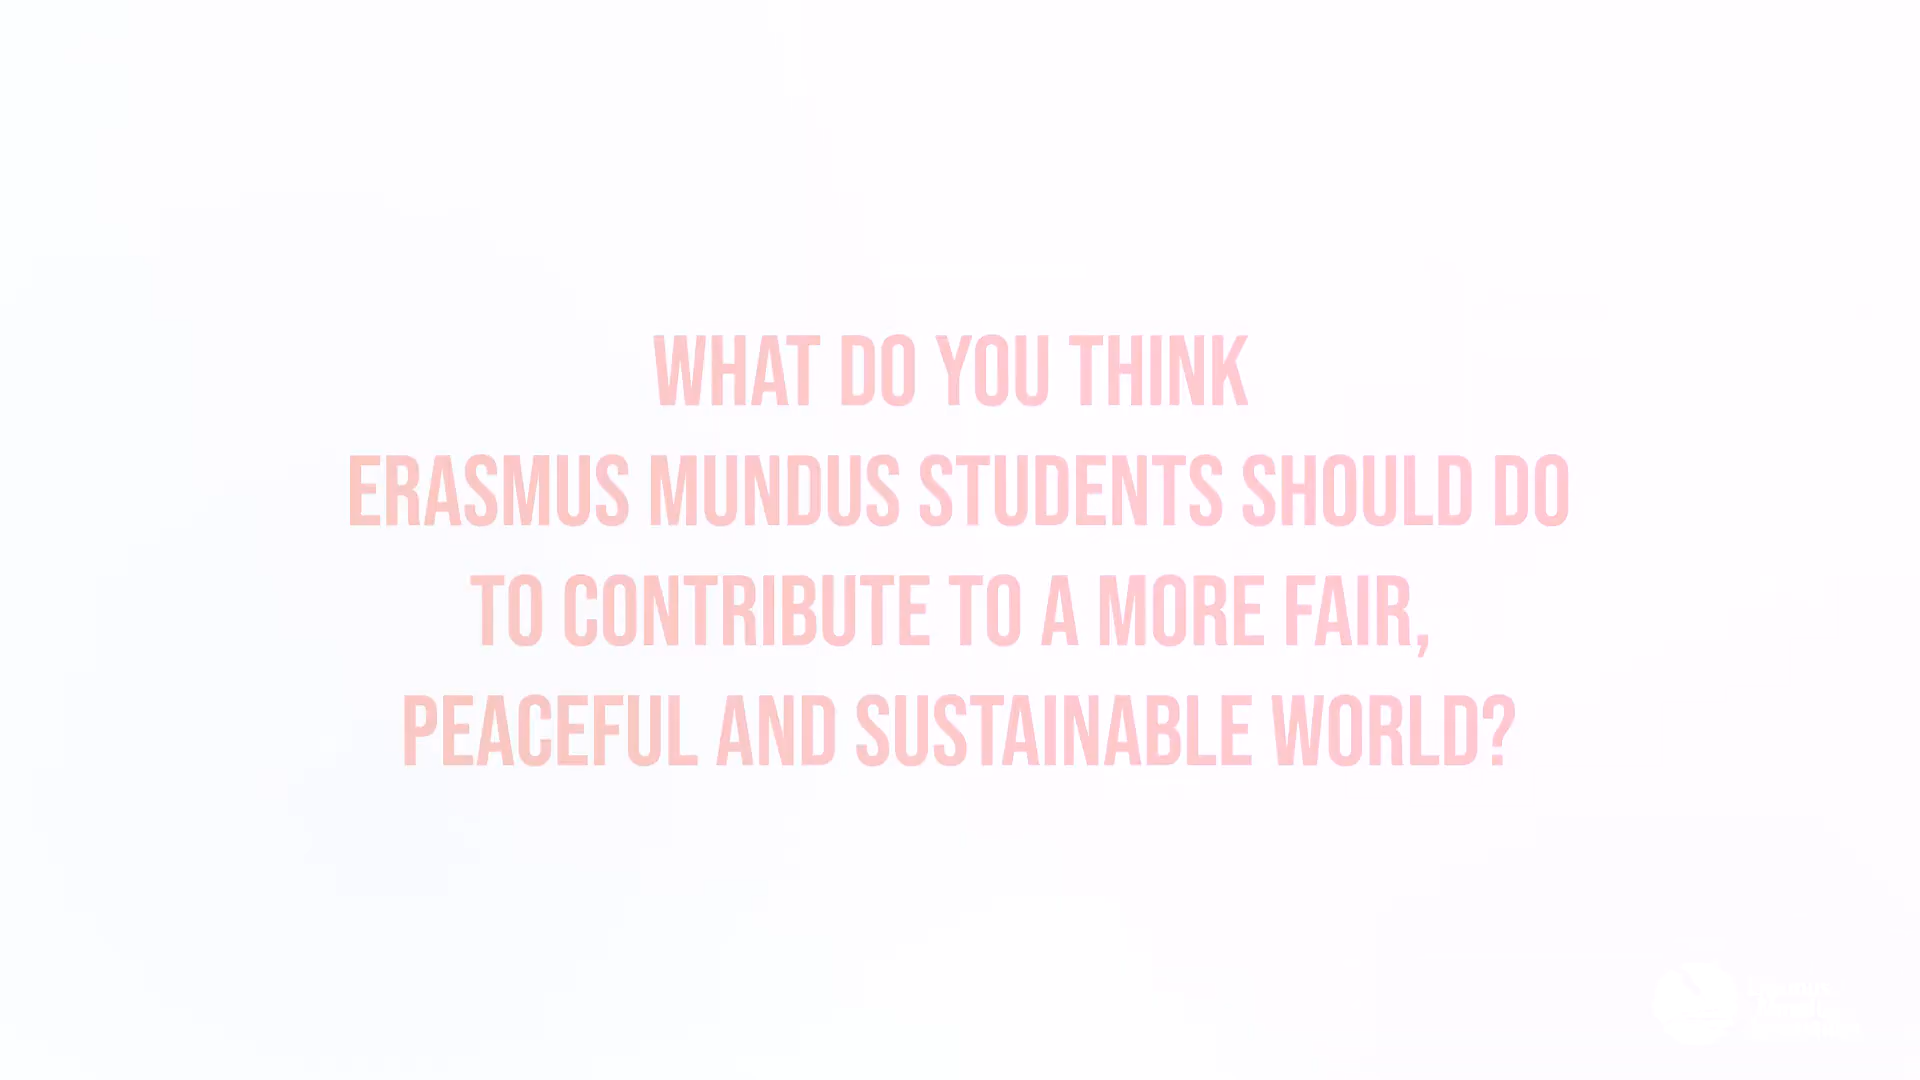 WHAT DO YOU THINK
ERASMUS MUNDUS STUDENTS SHOULD DO
TO CONTRIBUTE TO A MORE FAIR,
PEACEFUL AND SUSTAINABLE WORLD?